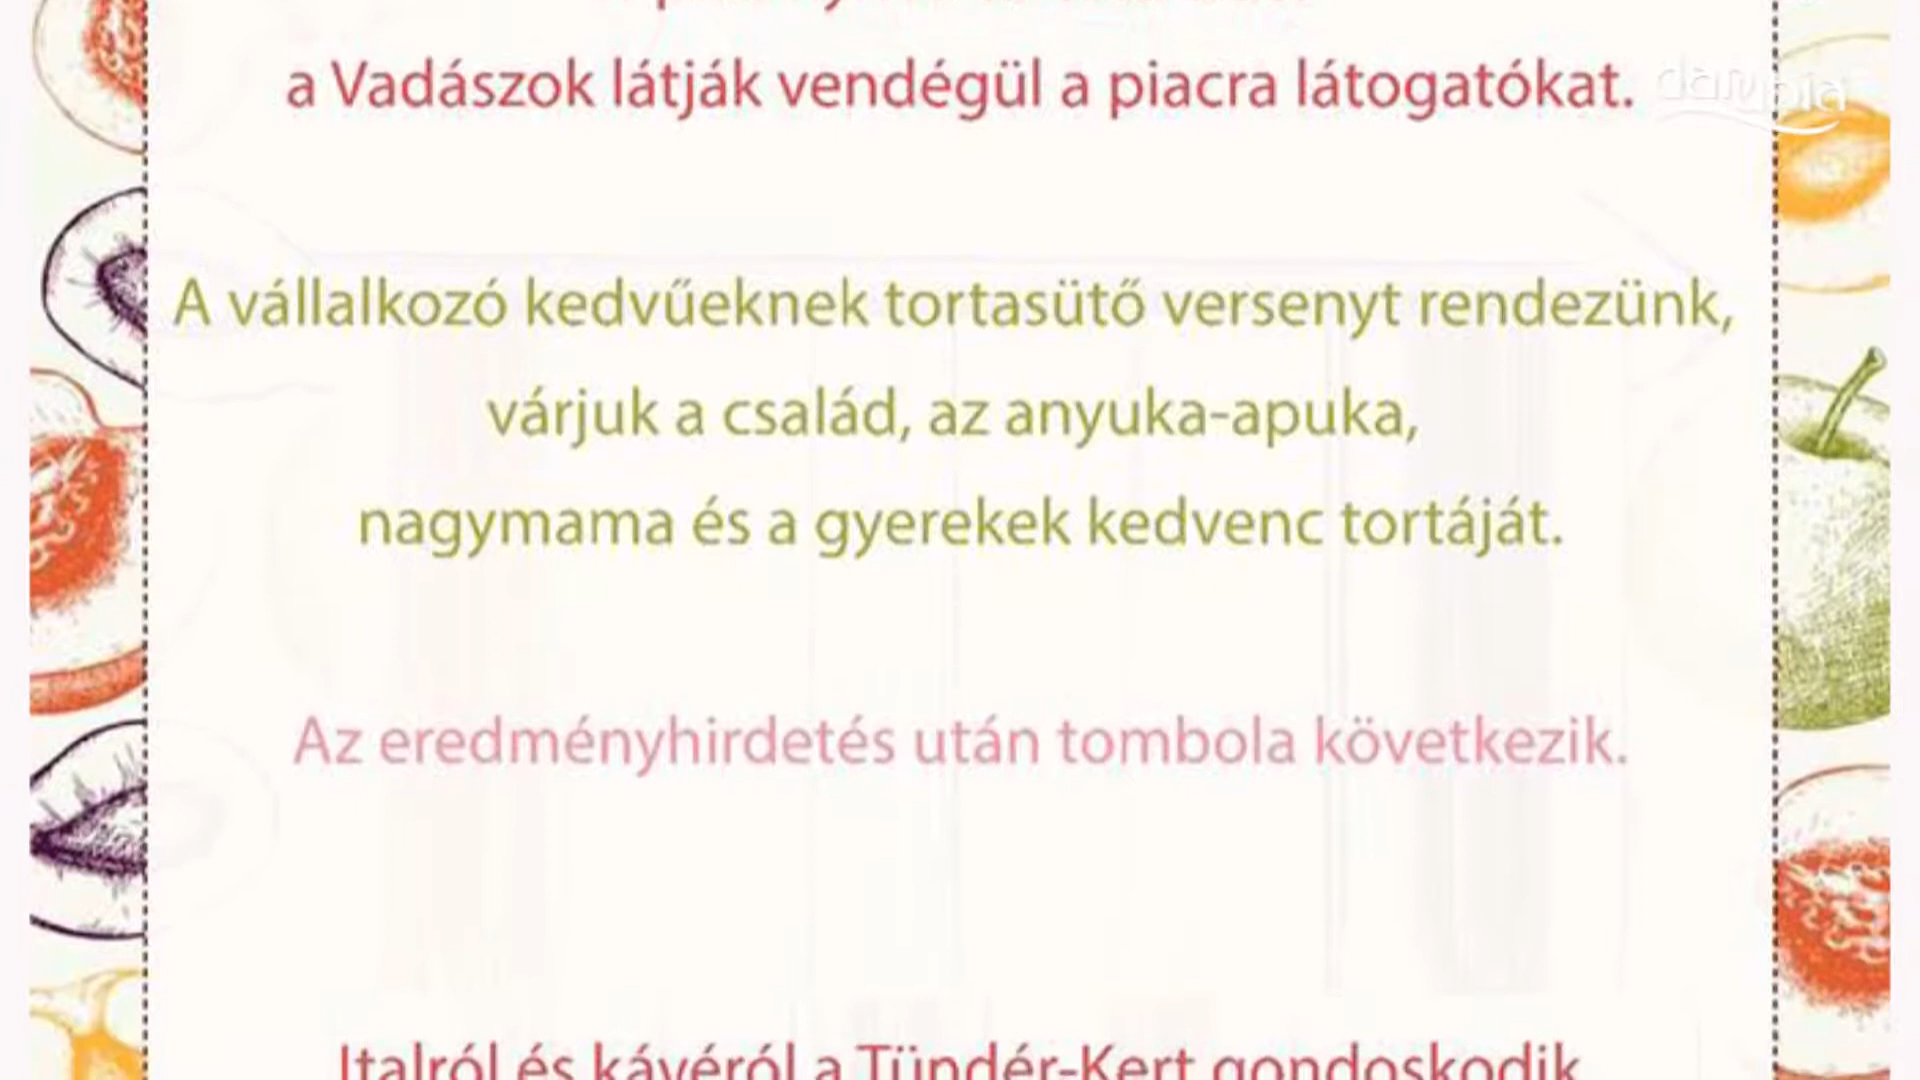 a Vadászok látják vendégül a piacra látogatókat.
danubia
A vállalkozó kedvűeknek tortasütő versenyt rendezünk,
várjuk a család, az anyuka-apuka,
nagymama és a gyerekek kedvenc tortáját.
Az eredményhirdetés után tombola következik.
Italról és kávéról a Tündér-Kert gondoskodik